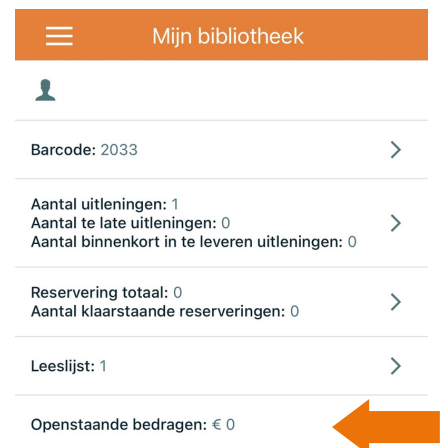 Mijn bibliotheek
Barcode: 2033
Aantal uitleningen: 1
Aantal te late uitleningen: 0
Aantal binnenkort in te leveren uitleningen: 0
Reservering totaal: 0
Aantal klaarstaande reserveringen: 0
Leeslijst: 1
Openstaande bedragen: € 0